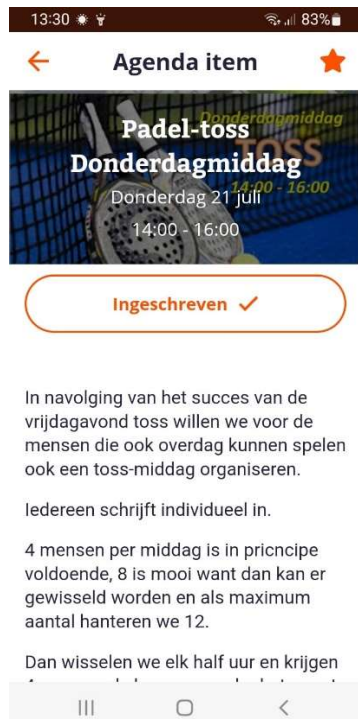 13:30
83%
Agenda item
Donderdagmiddag
TOSS
14:00 - 16:00
Padel-toss
Donderdagmiddag
Donderdag 21 juli
14:00 - 16:00
Ingeschreven
In navolging van het succes van de
vrijdagavond toss willen we voor de
mensen die ook overdag kunnen spelen
ook een toss-middag organiseren.
Iedereen schrijft individueel in.
4 mensen per middag is in pricncipe
voldoende, 8 is mooi want dan kan er
gewisseld worden en als maximum
aantal hanteren we 12.
Dan wisselen we elk half uur en krijgen